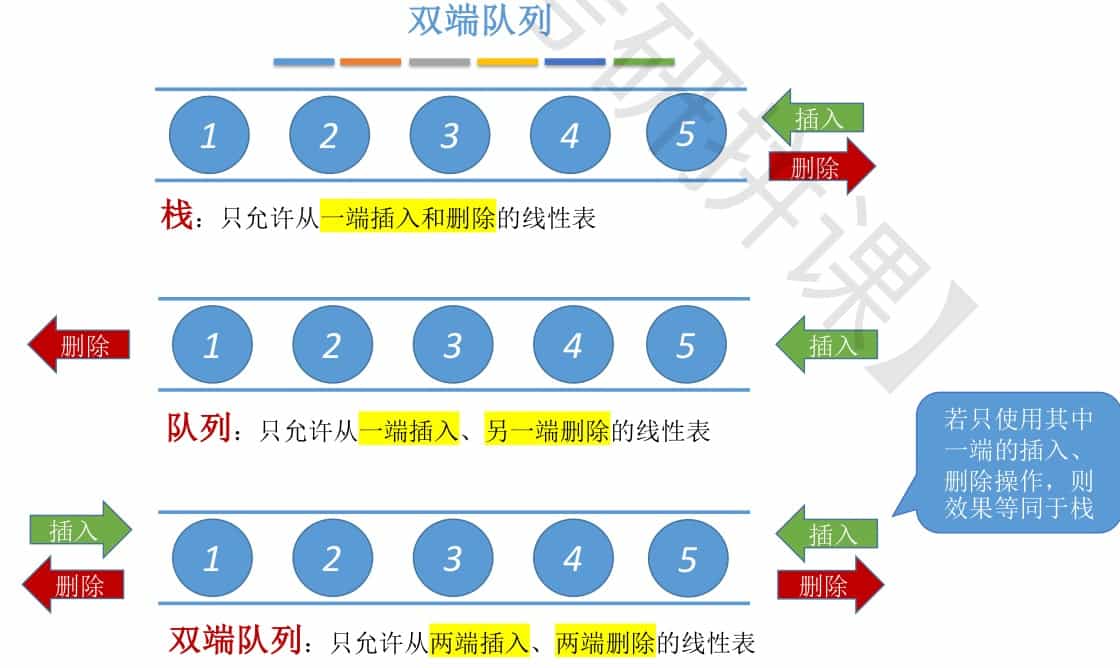 双端队列
1 2 3 4 5
插入
删除
栈：只允许从一端插入和删除的线性表
删除
1 2 3 4 5
插入
队列：只允许从一端插入、另一端删除的线性表
若只使用其中
一端的插入、
删除操作，则
效果等同于栈
插入
删除
1 2 3 4 5
插入
删除
双端队列：只允许从两端插入、两端删除的线性表
研拼课】